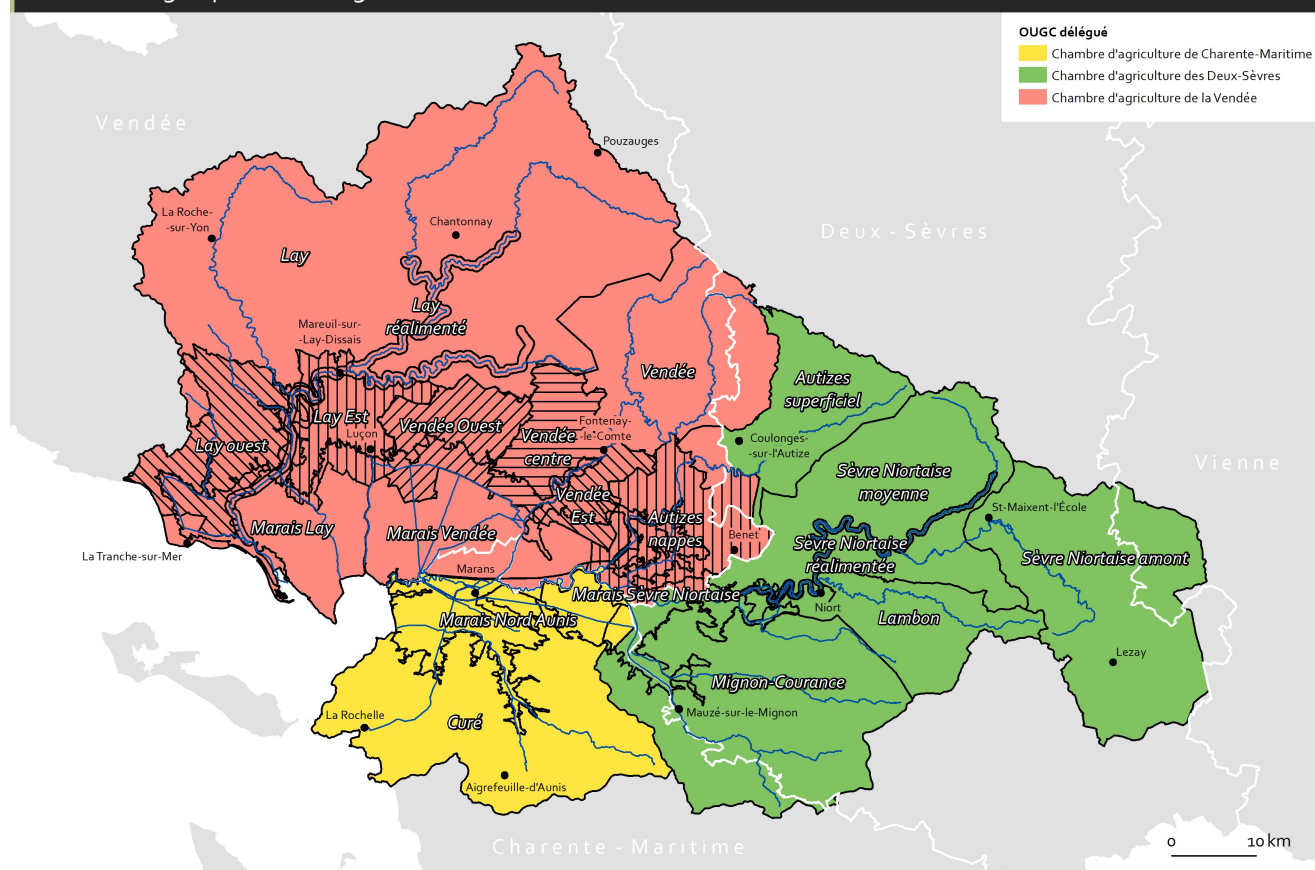 OUGC délégué
Chambre d'agriculture de Charente-Maritime
Chambre d'agriculture des Deux-Sèvres
Chambre d'agriculture de la Vendée
Vendée
Pouzauges
La Roche-
-sur-Yon
Chantonnay
Deux-Sèvres
Lay
Lay
réalimenté
Mareuil-sur-
-Lay-Dissais
Vendée
Autizes
superficiel
Lay Est
Luçon
Vendée Ouest
Fontenay-
-le-Comte
Vendée
centre
Lay ouest
Coulonges-
-sur-l'Autize
Vienne
Sèvre Niortaise
moyenne
Vendée
Est
St-Maixent-l'École
Marais Lay
Marais Vendée
Autizes
nappes
Benet
Sèvre Niortaise
réalimentée
Sèvre Niortaise amont
La Tranche-sur-Mer
Marans
Marais Sèvre Niortaise
Niort
Marais Nord Aunis
Lambon
Lezay
Mignon-Courance
La Rochelle
Curé
Mauzé-sur-le-Mignon
Aigrefeuille-d'Aunis
Charente-Maritime
0 10 km